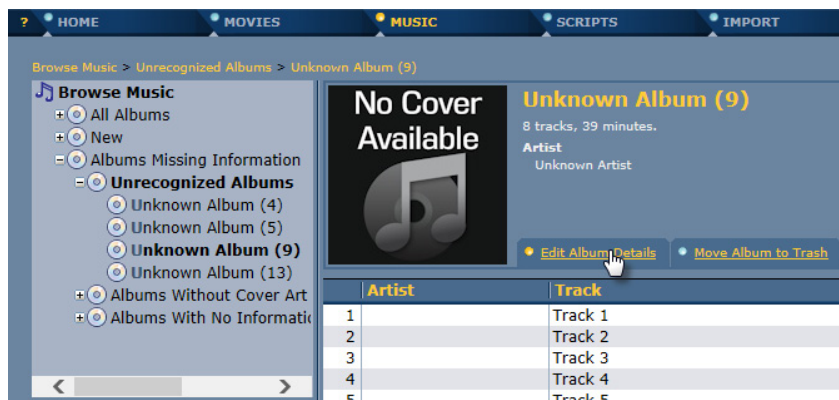 ? HOME MOVIES MUSIC SCRIPTS IMPORT
Browse Music > Unrecognized Albums > Unknown Album (9)
Browse Music
All Albums
New
Albums Missing Information
Unrecognized Albums
Unknown Album (4)
Unknown Album (5)
Unknown Album (9)
Unknown Album (13)
Albums Without Cover Art
Albums With No Informatic
No Cover
Available
Unknown Album (9)
8 tracks, 39 minutes.
Artist
Unknown Artist
Edit Album Details Move Album to Trash
Artist Track
1 Track 1
2 Track 2
3 Track 3
4 Track 4
5 Track 5